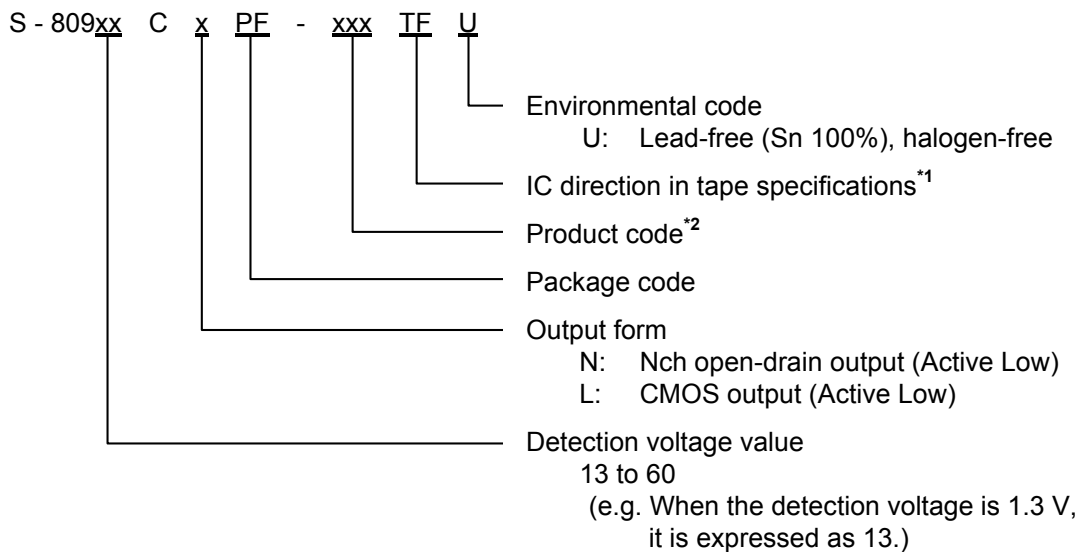 S - 809xx C x PF - xxx TF U
Environmental code
U: Lead-free (Sn 100%), halogen-free
IC direction in tape specifications*1
Product code*2
Package code
Output form
N: Nch open-drain output (Active Low)
L: CMOS output (Active Low)
Detection voltage value
13 to 60
(e.g. When the detection voltage is 1.3 V,
it is expressed as 13.)